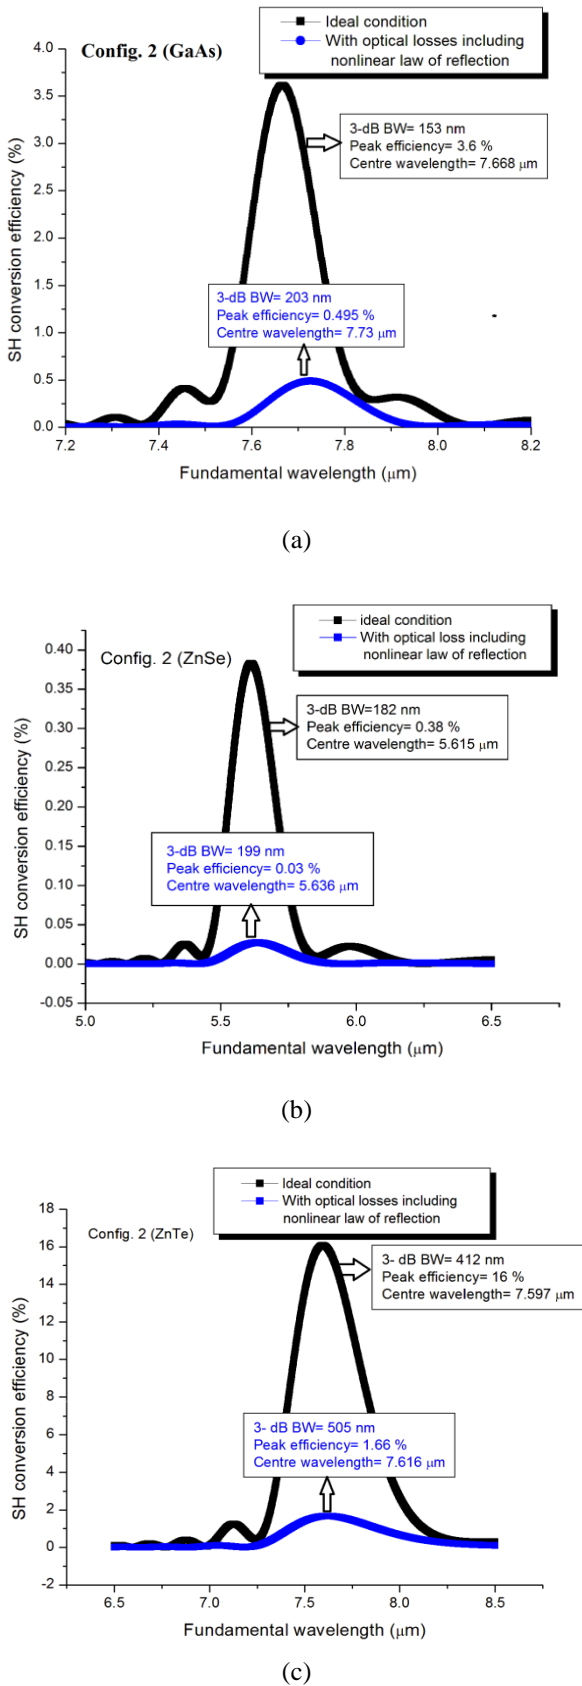 Config. 2 (GaAs)
Ideal condition
With optical losses including
nonlinear law of reflection
4.0
3.5
3.0
2.5
2.0
1.5
1.0
0.5
0.0
SH conversion efficiency (%)
3-dB BW= 153 nm
Peak efficiency= 3.6 %
Centre wavelength= 7.668 μm
3-dB BW= 203 nm
Peak efficiency= 0.495 %
Centre wavelength= 7.73 μm
7.2 7.4 7.6 7.8 8.0 8.2
Fundamental wavelength (μm)
(a)
ideal condition
With optical loss including
nonlinear law of reflection
Config. 2 (ZnSe)
0.40
0.35
0.30
0.25
0.20
0.15
0.10
0.05
0.00
-0.05
SH conversion efficiency (%)
3-dB BW=182 nm
Peak efficiency= 0.38 %
Centre wavelength= 5.615 μm
3-dB BW= 199 nm
Peak efficiency= 0.03 %
Centre wavelength= 5.636 μm
5.0 5.5 6.0 6.5
Fundamental wavelength (μm)
(b)
Ideal condition
With optical losses including
nonlinear law of reflection
Config. 2 (ZnTe)
18
16
14
12
10
8
6
4
2
0
-2
SH conversion efficiency (%)
3- dB BW= 412 nm
Peak efficiency= 16 %
Centre wavelength= 7.597 μm
3- dB BW= 505 nm
Peak efficiency= 1.66 %
Centre wavelength= 7.616 μm
6.5 7.0 7.5 8.0 8.5
Fundamental wavelength (μm)
(c)